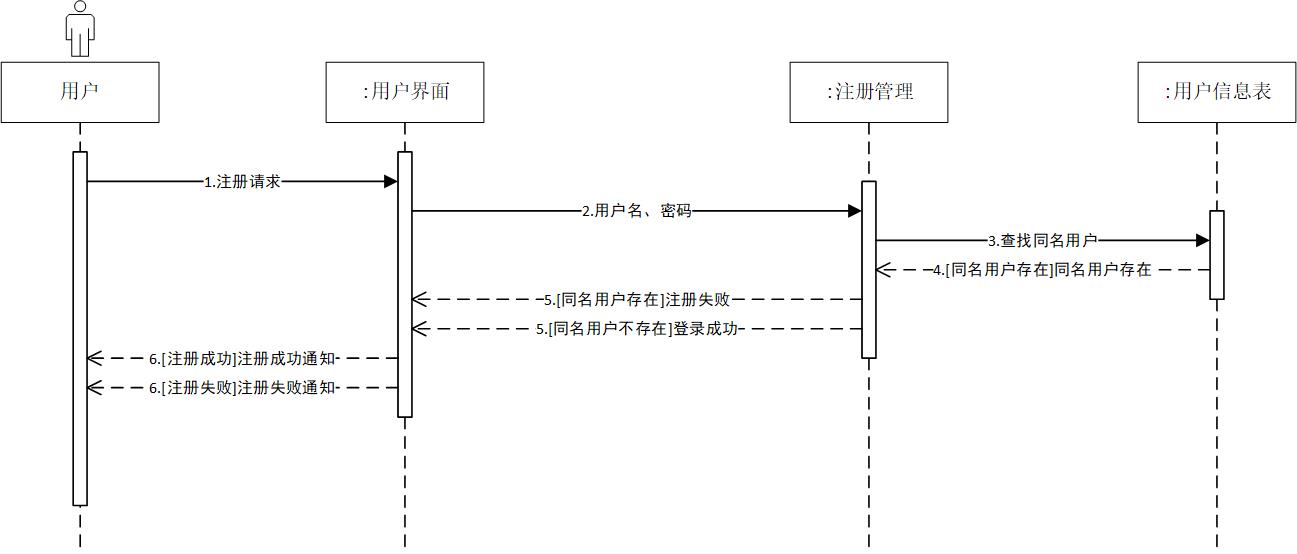 用户
:用户界面
:注册管理
:用户信息表
1.注册请求
2.用户名、密码
3.查找同名用户
4.[同名用户存在]同名用户存在
5.[同名用户存在]注册失败
5.[同名用户不存在]登录成功
6.[注册成功]注册成功通知
6.[注册失败]注册失败通知